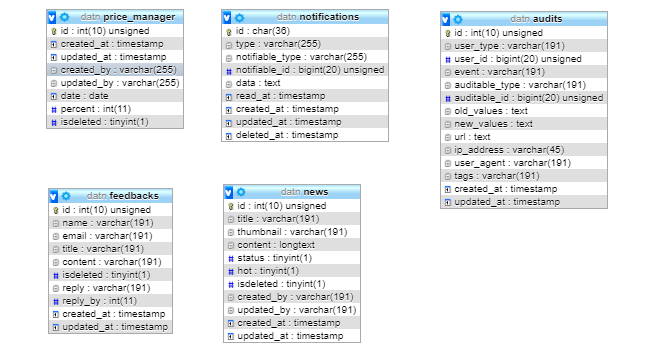 datn price_manager
id : int(10) unsigned
created_at : timestamp
updated_at : timestamp
created_by : varchar(255)
updated_by : varchar(255)
date : date
percent : int(11)
isdeleted : tinyint(1)
datn notifications
id : char(36)
type : varchar(255)
notifiable_type : varchar(255)
notifiable_id : bigint(20) unsigned
data : text
read_at : timestamp
created_at : timestamp
updated_at : timestamp
deleted_at : timestamp
datn audits
id : int(10) unsigned
user_type : varchar(191)
user_id : bigint(20) unsigned
event : varchar(191)
auditable_type : varchar(191)
auditable_id : bigint(20) unsigned
old_values : text
new_values : text
url : text
ip_address : varchar(45)
user_agent : varchar(191)
tags : varchar(191)
created_at : timestamp
updated_at : timestamp
datn feedbacks
id : int(10) unsigned
name : varchar(191)
email : varchar(191)
title : varchar(191)
content : varchar(191)
isdeleted : tinyint(1)
reply : varchar(191)
reply_by : int(11)
created_at : timestamp
updated_at : timestamp
datn news
id : int(10) unsigned
title : varchar(191)
thumbnail : varchar(191)
content : longtext
status : tinyint(1)
hot : tinyint(1)
isdeleted : tinyint(1)
created_by : varchar(191)
updated_by : varchar(191)
created_at : timestamp
updated_at : timestamp